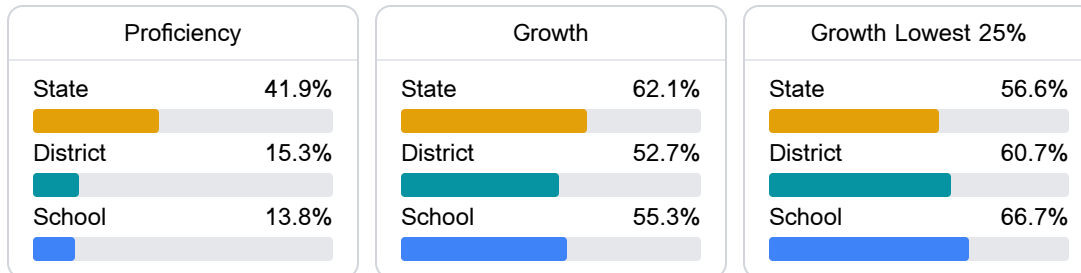 Proficiency
State 41.9%
District 15.3%
School 13.8%
Growth
State 62.1%
District 52.7%
School 55.3%
Growth Lowest 25%
State 56.6%
District 60.7%
School 66.7%